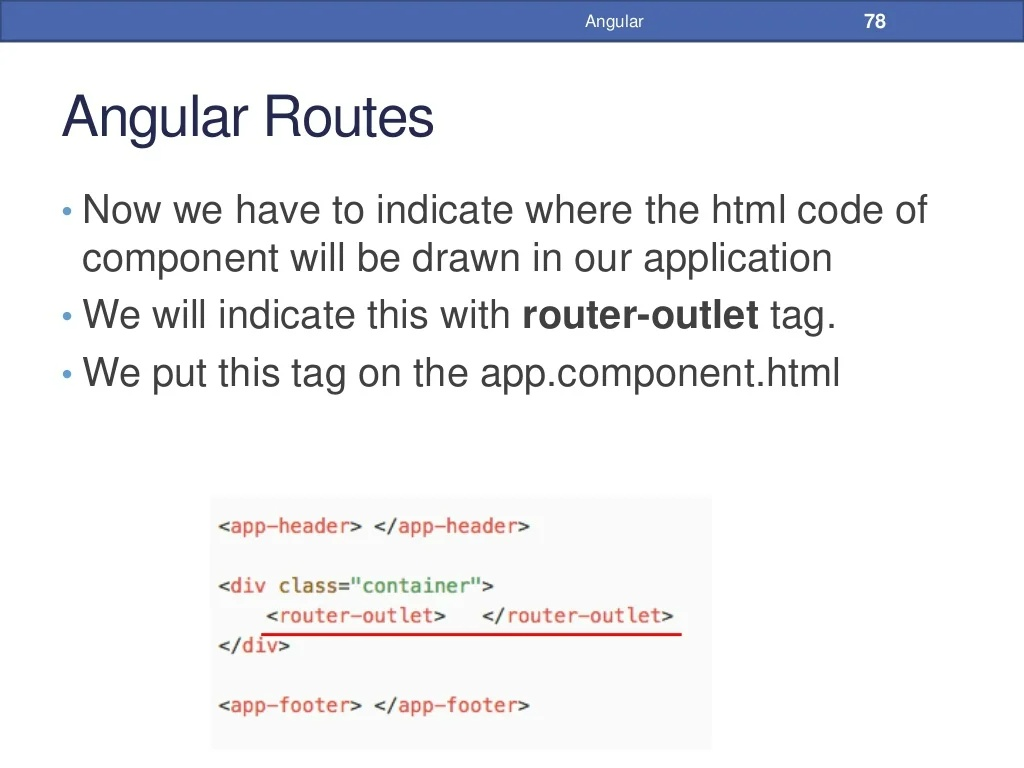 Angular 78
Angular Routes
• Now we have to indicate where the html code of
component will be drawn in our application
• We will indicate this with router-outlet tag.
• We put this tag on the app.component.html
<app-header> </app-header>
<div class="container">
<router-outlet> </router-outlet>
</div>
<app-footer> </app-footer>